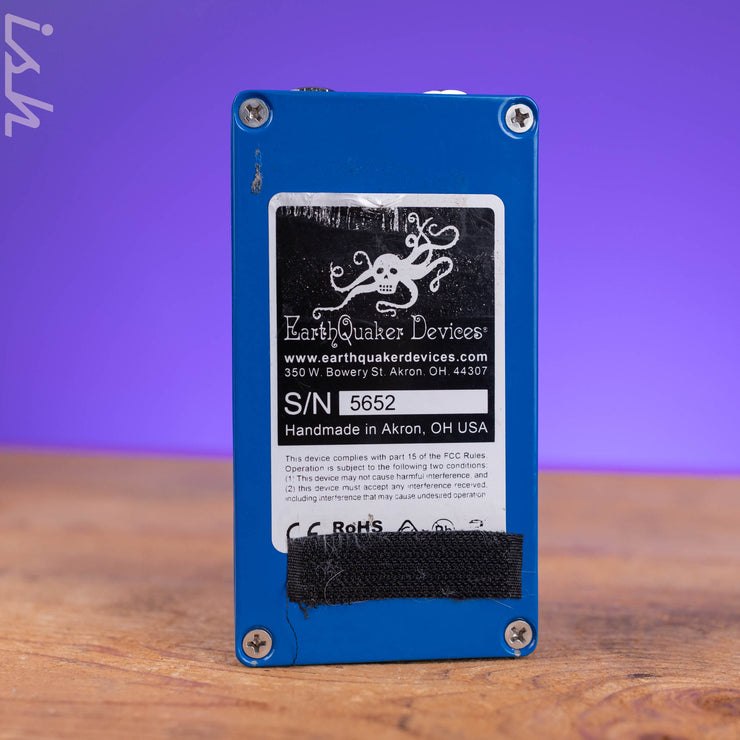 ish
EarthQuaker Devices®
www.earthquakerdevices.com
350 W. Bowery St. Akron, OH, 44307
S/N 5652
Handmade in Akron, OH USA
This device complies with part 15 of the FCC Rules.
Operation is subject to the following two conditions:
(1) This device may not cause harmful interference, and
(2) this device must accept any interference received,
including interference that may cause undesired operation
CE RoHS Pb